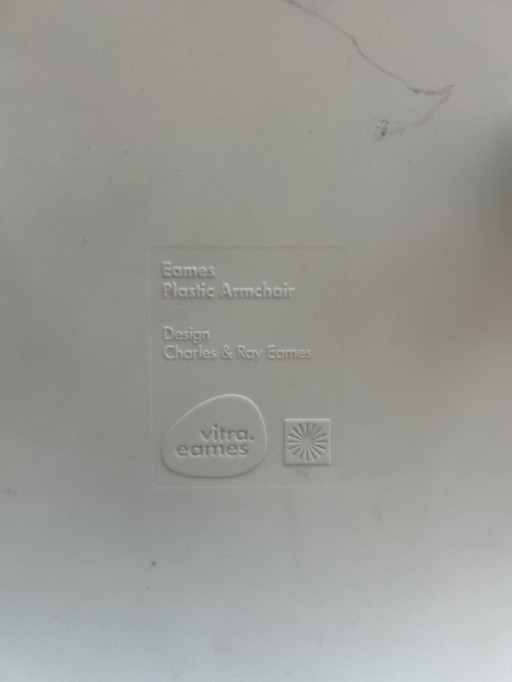 Eames
Plastic Armchair
Design
Charles & Ray Eames
vitra.
eames